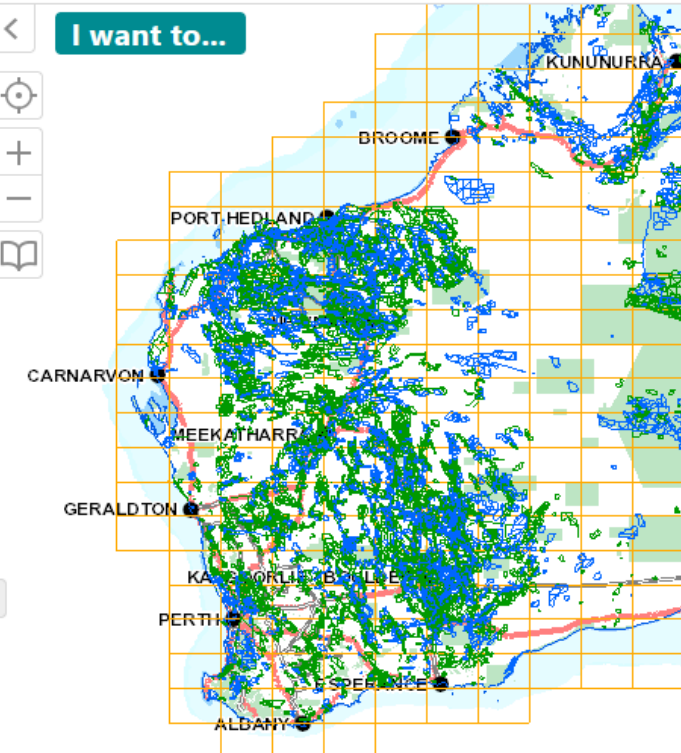 I want to...
KUNUNURRA
BROOME
PORT HEDLAND
CARNARVON
MEEKATHARRA
GERALDTON
PERTH
ESPERANCE
ALBANY